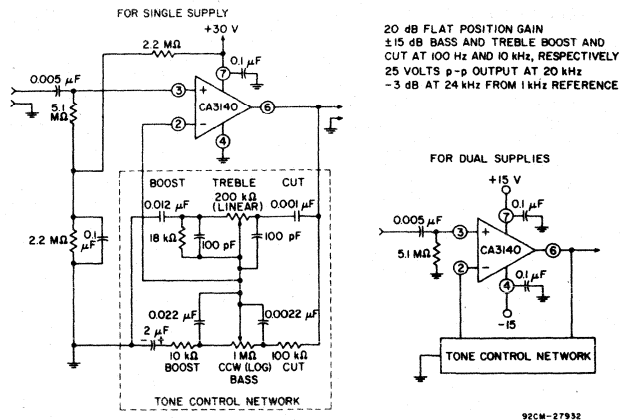 FOR SINGLE SUPPLY
+30 V
2.2 MΩ
0.1 μF
7
0.005 μF
3
+
CA3140
6
5.1 MΩ
2
-
4
2.2 MΩ
0.1 μF
BOOST TREBLE CUT
0.012 μF 200 kΩ 0.001 μF
(LINEAR)
18 kΩ
100 pF
100 pF
0.022 μF
0.0022 μF
2 μF
- +
10 kΩ 1 MΩ 100 kΩ
BOOST CCW (LOG) CUT
BASS
TONE CONTROL NETWORK
20 dB FLAT POSITION GAIN
±15 dB BASS AND TREBLE BOOST AND
CUT AT 100 Hz AND 10 kHz, RESPECTIVELY
25 VOLTS p-p OUTPUT AT 20 kHz
-3 dB AT 24 kHz FROM 1 kHz REFERENCE
FOR DUAL SUPPLIES
+15 V
0.1 μF
7
0.005 μF
3
+
CA3140
6
5.1 MΩ
2
-
4
0.1 μF
-15
TONE CONTROL NETWORK
92CM-27932